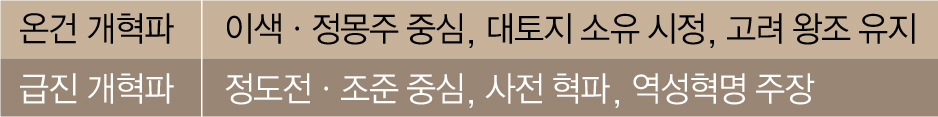 온건 개혁파 이색 · 정몽주 중심, 대토지 소유 시정, 고려 왕조 유지
급진 개혁파 정도전 · 조준 중심, 사전 혁파, 역성혁명 주장